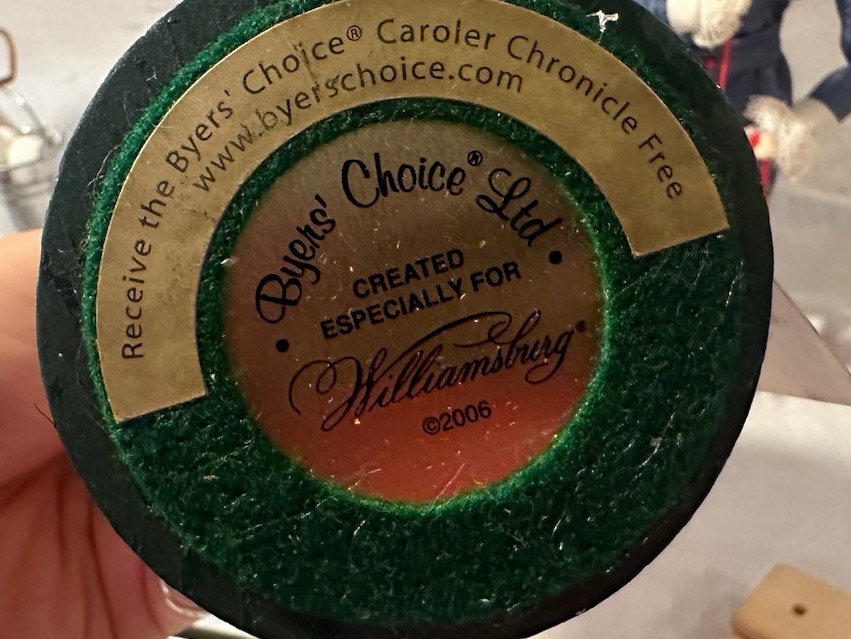 Receive the Byers' Choice® Caroler Chronicle Free
www.byerschoice.com
Byers' Choice® Ltd
CREATED
ESPECIALLY FOR
Williamsburg®
©2006